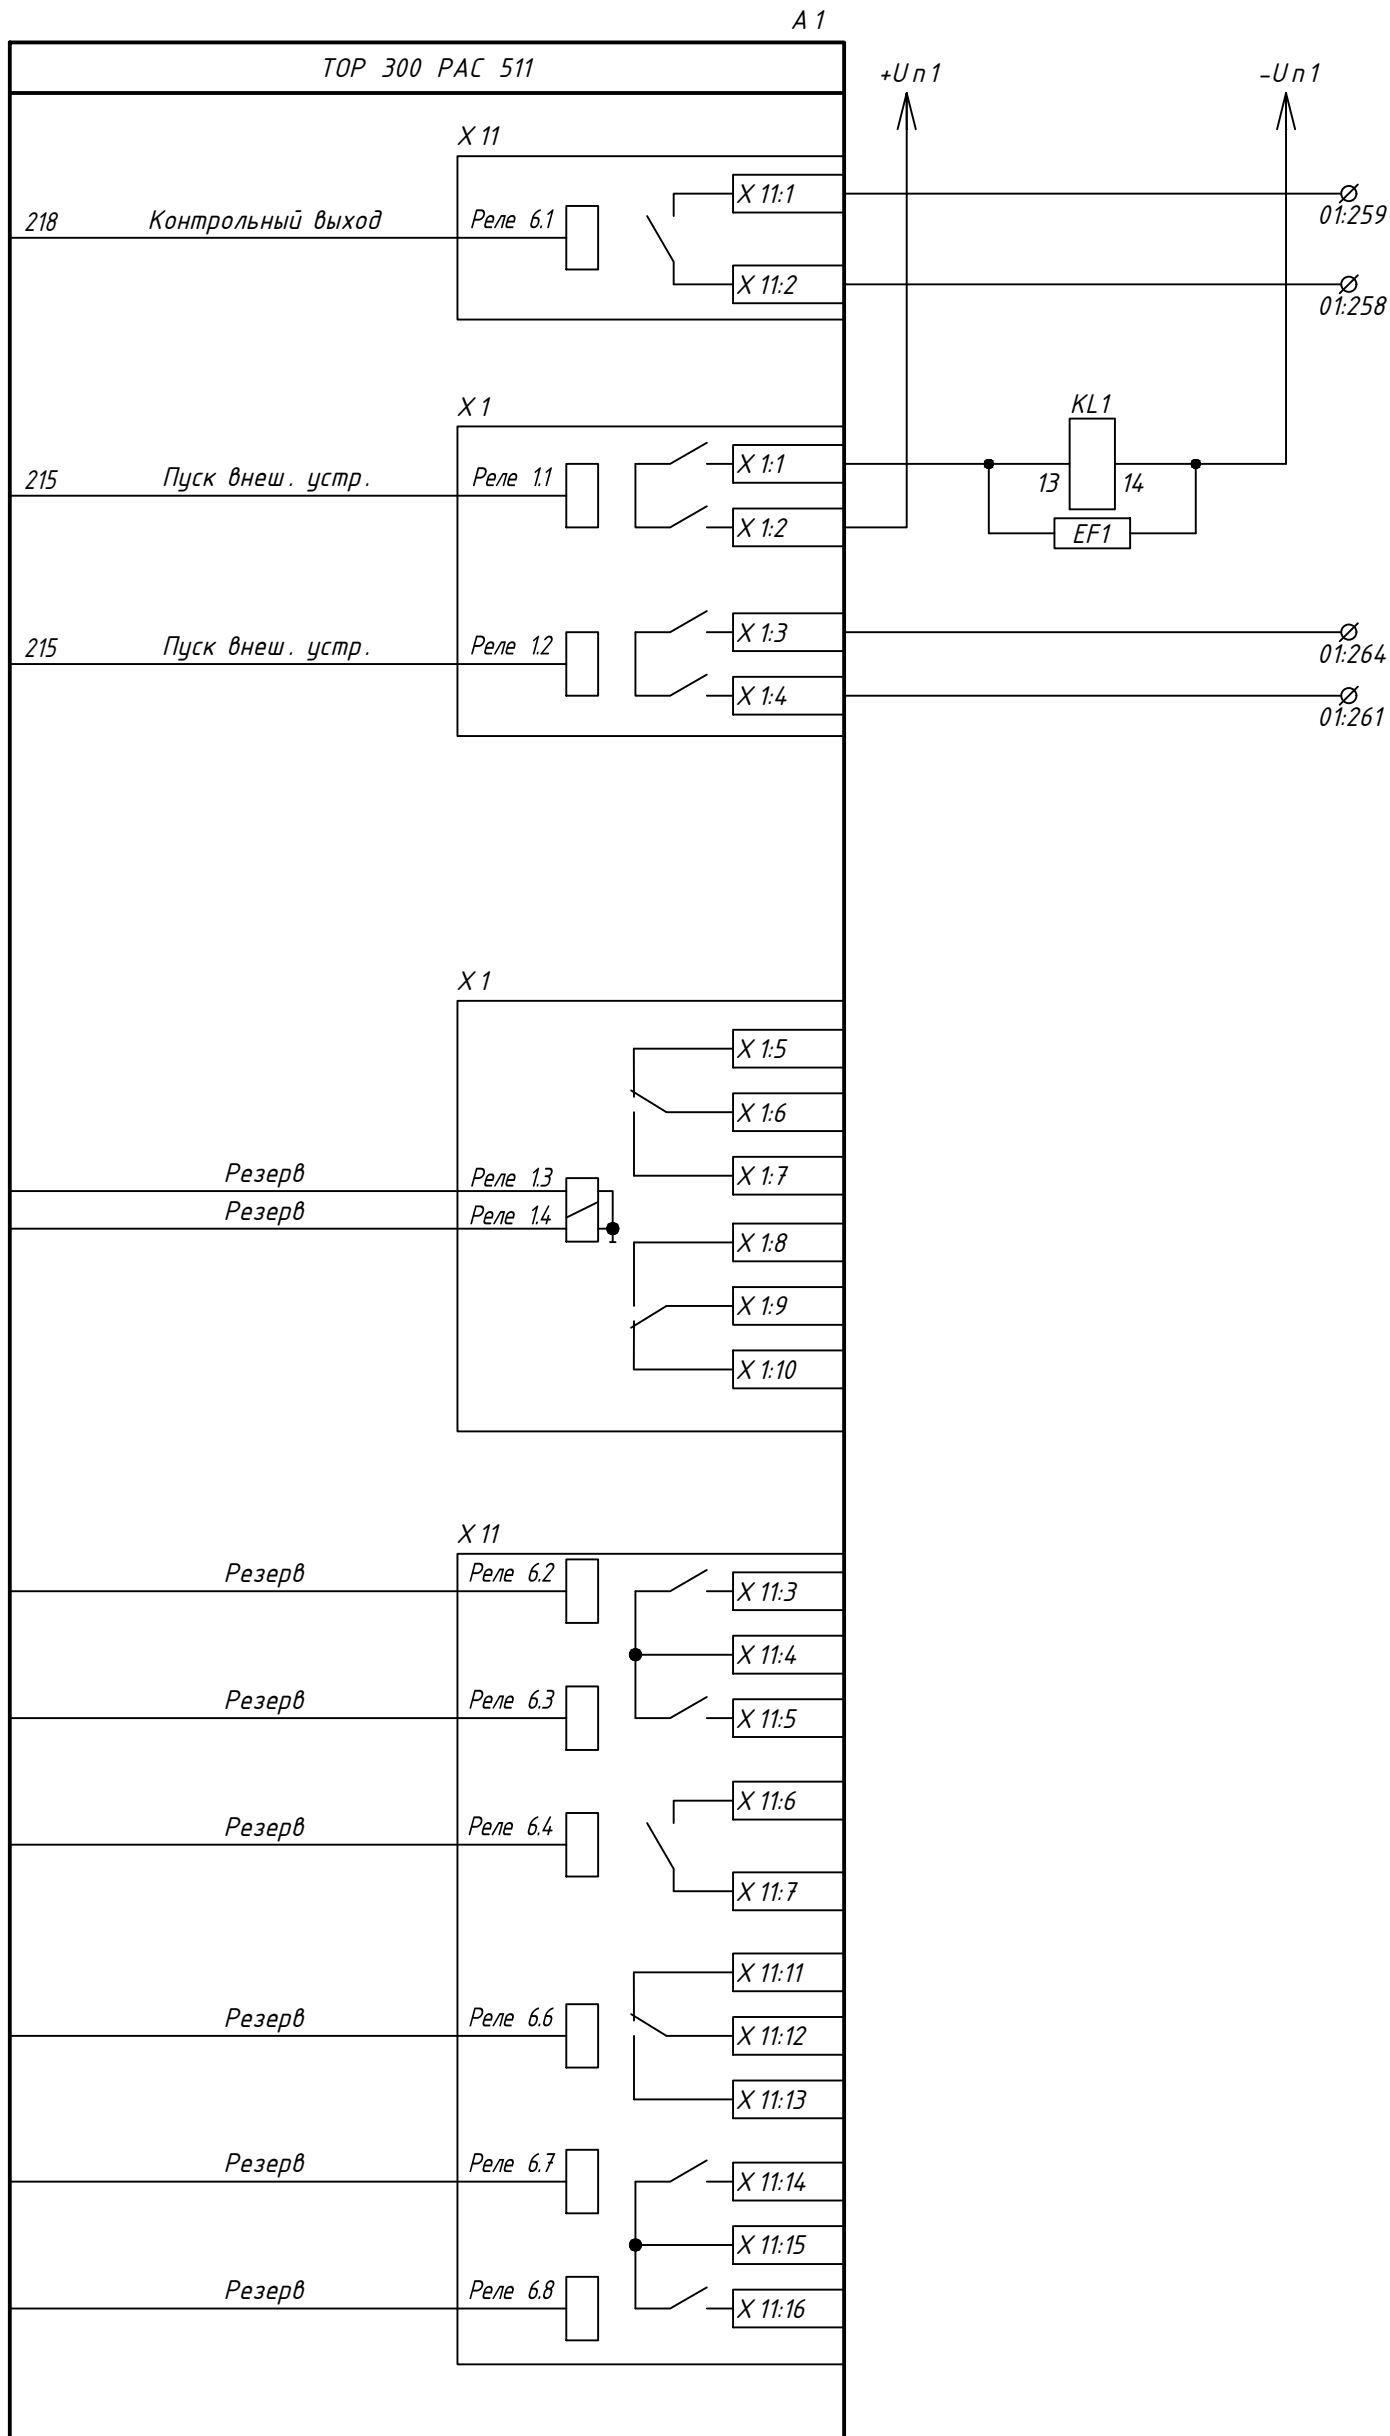 А1
ТОР 300 РАС 511
+Uп1
-Uп1
X11
218
Контрольный выход
Реле 6.1
X11:1
01:259
X11:2
01:258
X1
KL1
215
Пуск внеш. устр.
Реле 1.1
X1:1
13
14
X1:2
EF1
215
Пуск внеш. устр.
Реле 1.2
X1:3
01:264
X1:4
01:261
X1
X1:5
X1:6
Резерв
Реле 1.3
X1:7
Резерв
Реле 1.4
X1:8
X1:9
X1:10
X11
Резерв
Реле 6.2
X11:3
X11:4
Резерв
Реле 6.3
X11:5
X11:6
Резерв
Реле 6.4
X11:7
X11:11
Резерв
Реле 6.6
X11:12
X11:13
Резерв
Реле 6.7
X11:14
X11:15
Резерв
Реле 6.8
X11:16